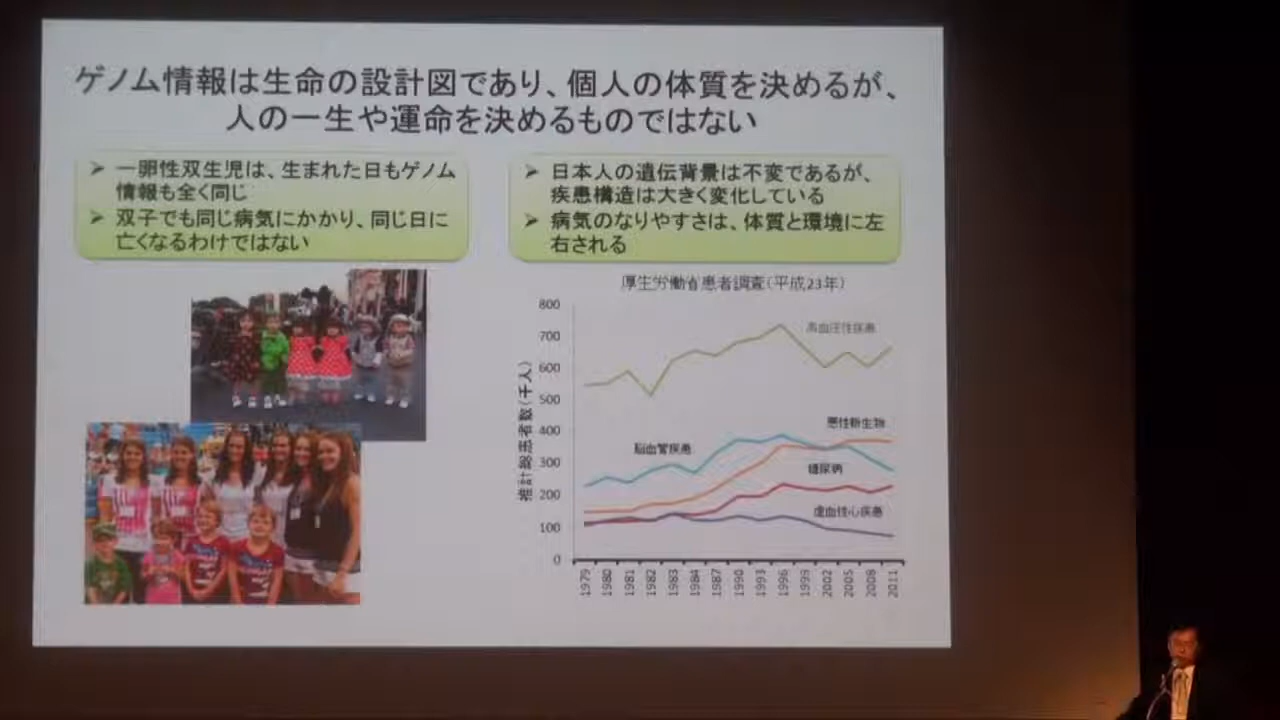 ゲノム情報は生命の設計図であり、個人の体質を決めるが、
人の一生や運命を決めるものではない
➢ 一卵性双生児は、生まれた日もゲノム
情報も全く同じ
➢ 双子でも同じ病気にかかり、同じ日に
亡くなるわけではない
➢ 日本人の遺伝背景は不変であるが、
疾患構造は大きく変化している
➢ 病気のなりやすさは、体質と環境に左
右される
厚生労働省患者調査(平成23年)
推計総患者数(千人)
800
700
600
500
400
300
200
100
0
高血圧性疾患
悪性新生物
脳血管疾患
糖尿病
虚血性心疾患
1979
1980
1981
1982
1983
1984
1987
1990
1993
1996
1999
2002
2005
2008
2011